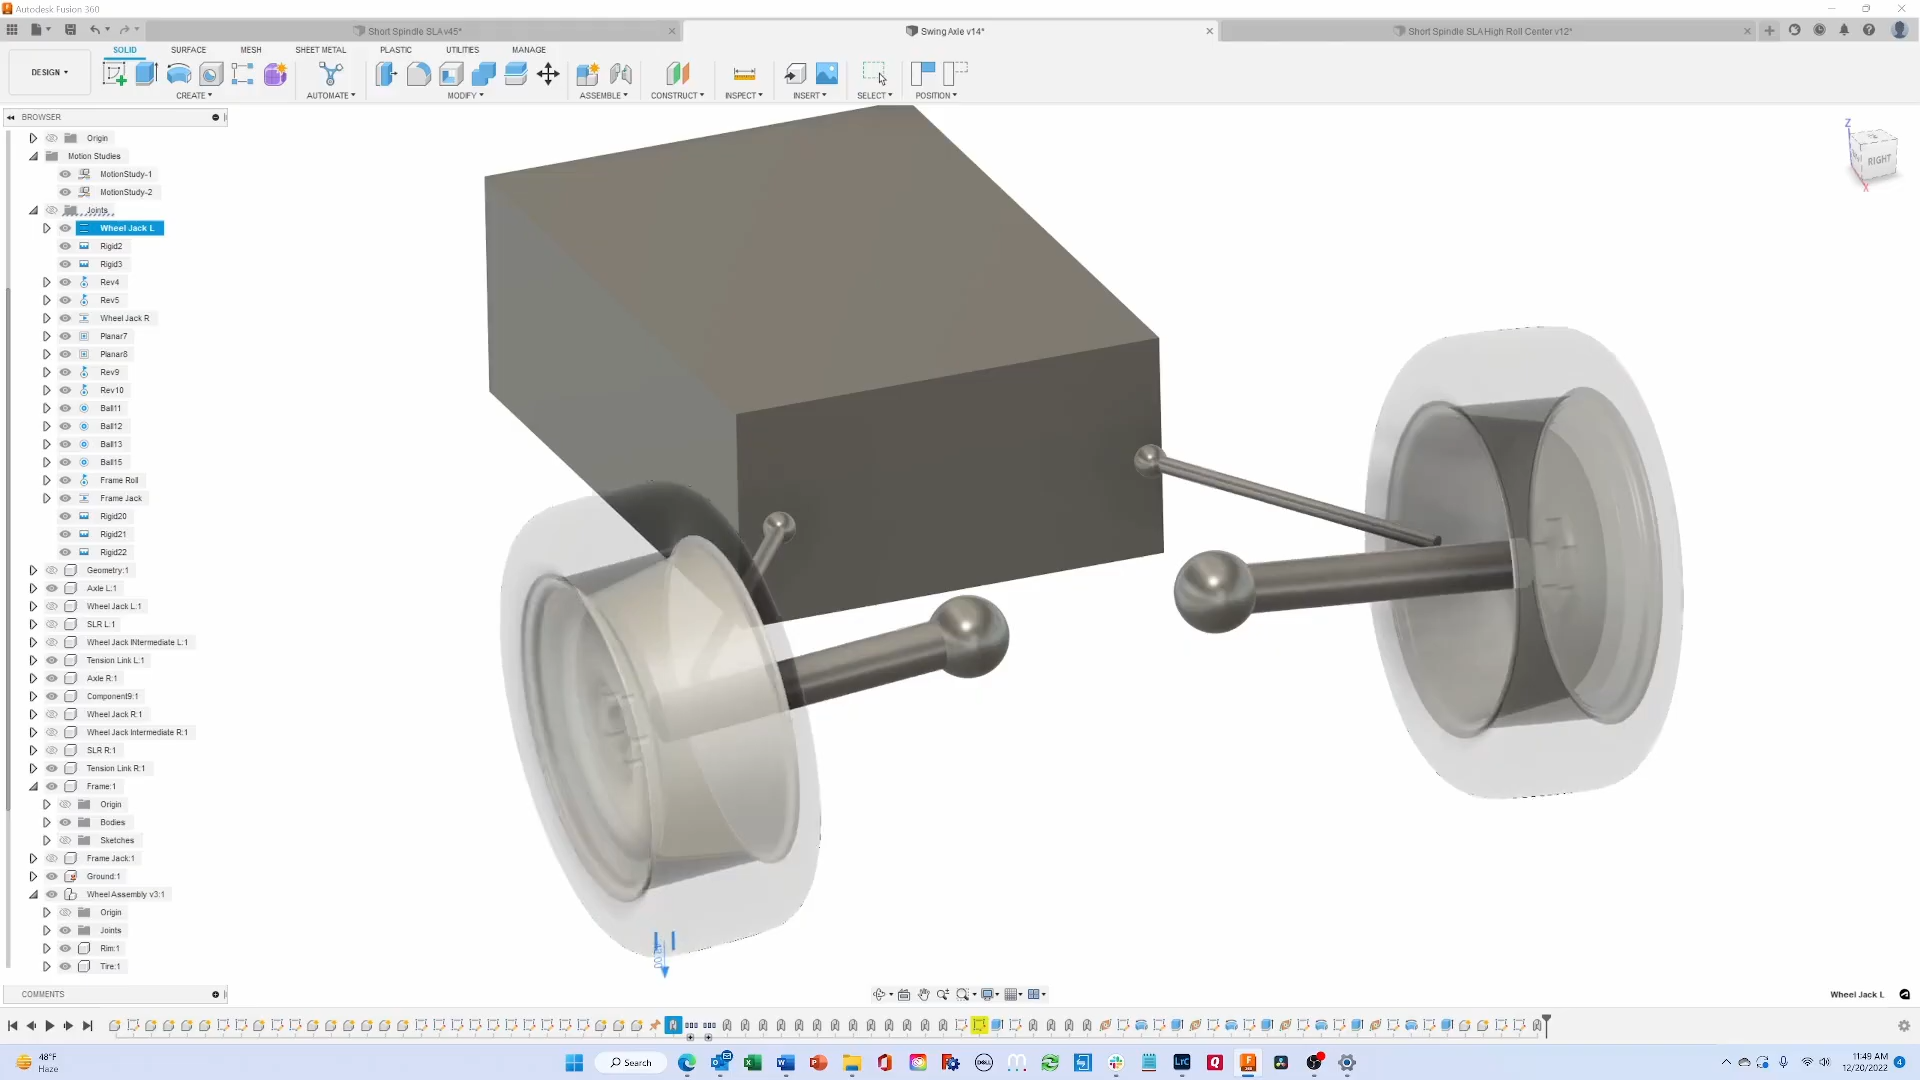 Autodesk Fusion 360
Short Spindle SLA v45*
Swing Axle v14*
Short Spindle SLA High Roll Center v12*
SOLID
SURFACE
MESH
SHEET METAL
PLASTIC
UTILITIES
MANAGE
DESIGN
CREATE
AUTOMATE
MODIFY
ASSEMBLE
CONSTRUCT
INSPECT
INSERT
SELECT
POSITION
BROWSER
Origin
Motion Studies
MotionStudy-1
MotionStudy-2
Joints
Wheel Jack L
Rigid2
Rigid3
Rev4
Rev5
Wheel Jack R
Planar7
Planar8
Rev9
Rev10
Ball11
Ball12
Ball13
Ball15
Frame Roll
Frame Jack
Rigid20
Rigid21
Rigid22
Geometry:1
Axle L:1
Wheel Jack L:1
SLR L:1
Wheel Jack INtermediate L:1
Tension Link L:1
Axle R:1
Component9:1
Wheel Jack R:1
Wheel Jack Intermediate R:1
SLR R:1
Tension Link R:1
Frame:1
Origin
Bodies
Sketches
Frame Jack:1
Ground:1
Wheel Assembly v3:1
Origin
Joints
Rim:1
Tire:1
Z
RIGHT
X
COMMENTS
Wheel Jack L
48°F
Haze
Search
DELL
LrC
Q
F
11:49 AM
12/20/2022
4